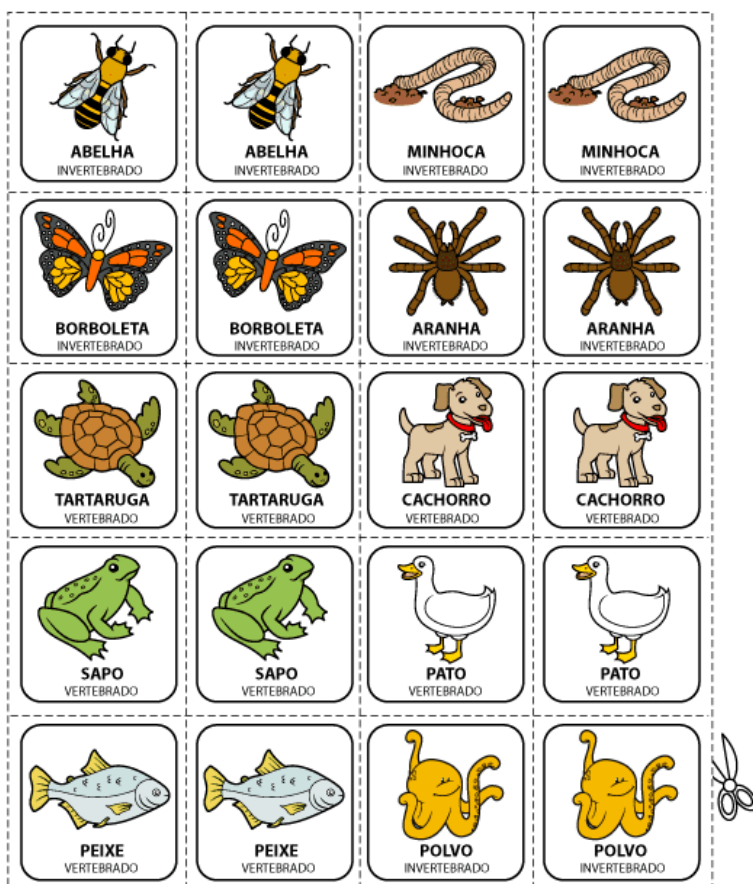 ABELHA
INVERTEBRADO
ABELHA
INVERTEBRADO
MINHOCA
INVERTEBRADO
MINHOCA
INVERTEBRADO
BORBOLETA
INVERTEBRADO
BORBOLETA
INVERTEBRADO
ARANHA
INVERTEBRADO
ARANHA
INVERTEBRADO
TARTARUGA
VERTEBRADO
TARTARUGA
VERTEBRADO
CACHORRO
VERTEBRADO
CACHORRO
VERTEBRADO
SAPO
VERTEBRADO
SAPO
VERTEBRADO
PATO
VERTEBRADO
PATO
VERTEBRADO
PEIXE
VERTEBRADO
PEIXE
VERTEBRADO
POLVO
INVERTEBRADO
POLVO
INVERTEBRADO